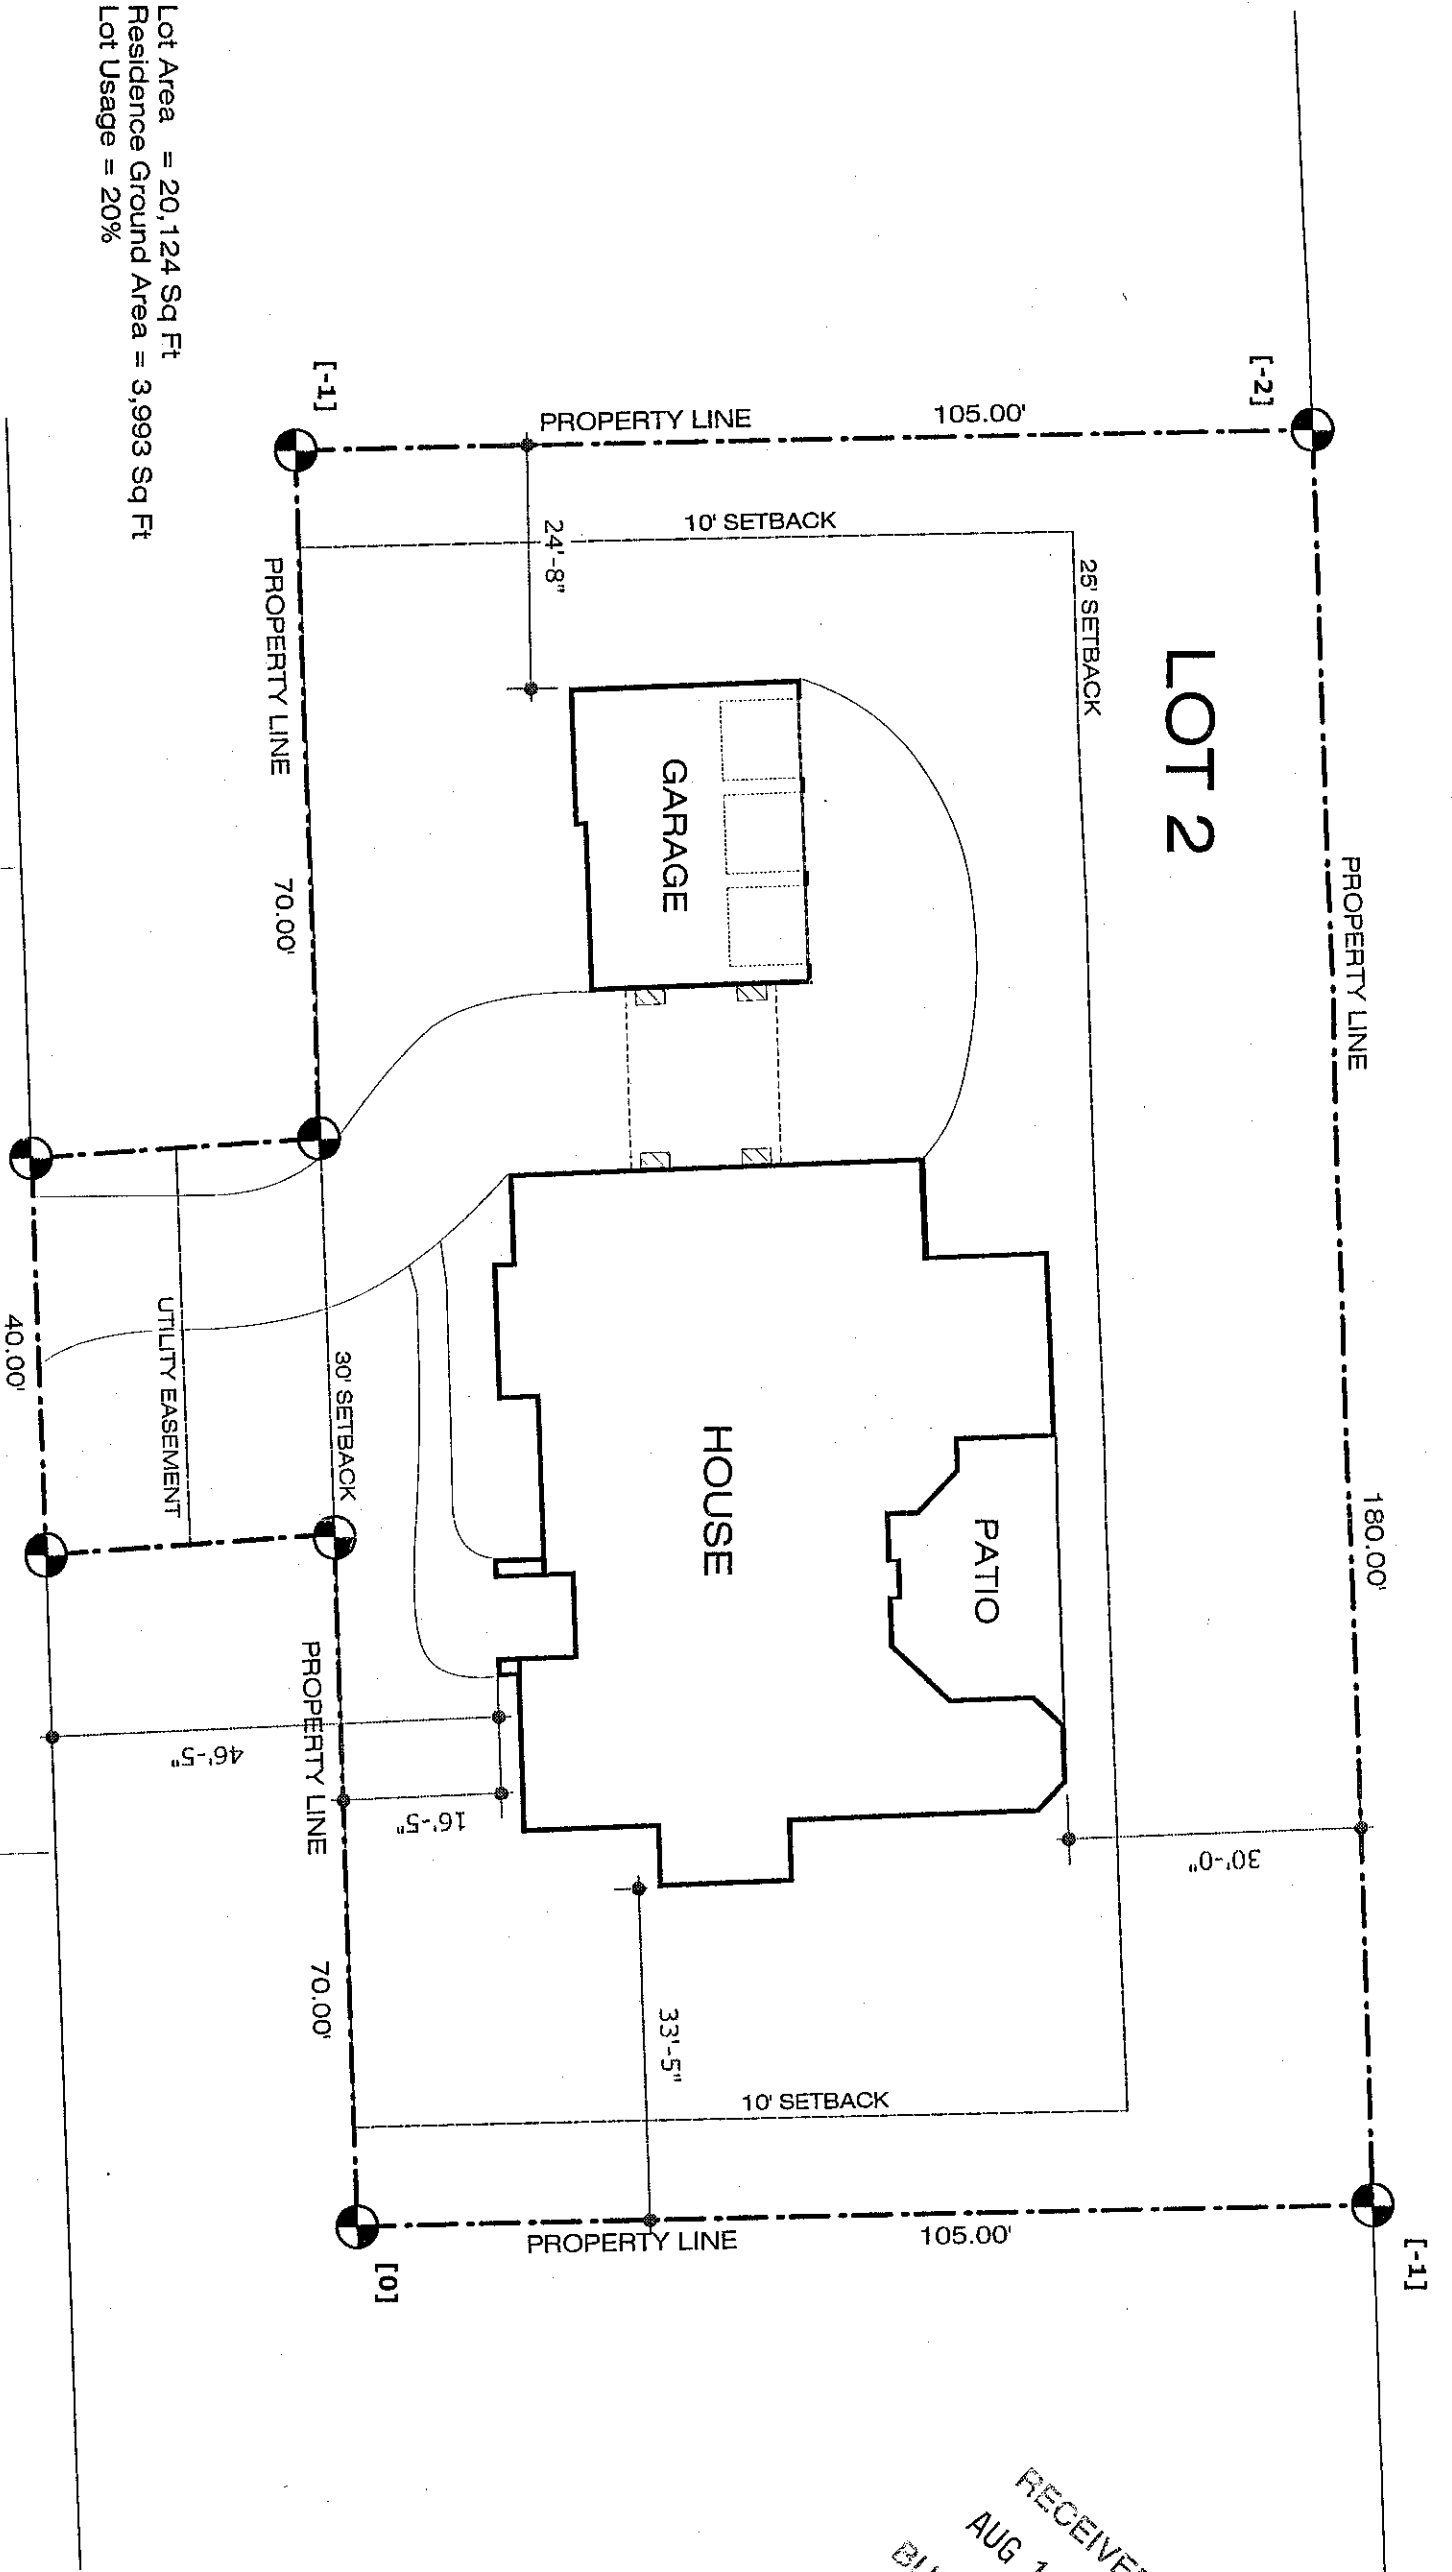 [-2]
PROPERTY LINE
180.00'
[-1]
LOT 2
25' SETBACK
30'-0"
PROPERTY LINE
105.00'
10' SETBACK
24'-8"
GARAGE
HOUSE
PATIO
33'-5"
10' SETBACK
PROPERTY LINE
105.00'
[-1]
PROPERTY LINE
70.00'
30' SETBACK
16'-5"
46'-5"
PROPERTY LINE
70.00'
[0]
UTILITY EASEMENT
40.00'
Lot Area = 20,124 Sq Ft
Residence Ground Area = 3,993 Sq Ft
Lot Usage = 20%
AUG